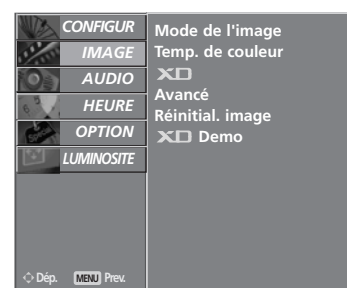 CONFIGUR
IMAGE
AUDIO
HEURE
OPTION
LUMINOSITE
Dép. MENU Prev.
Mode de l'image
Temp. de couleur
XD
Avancé
Réinitial. image
XD Demo